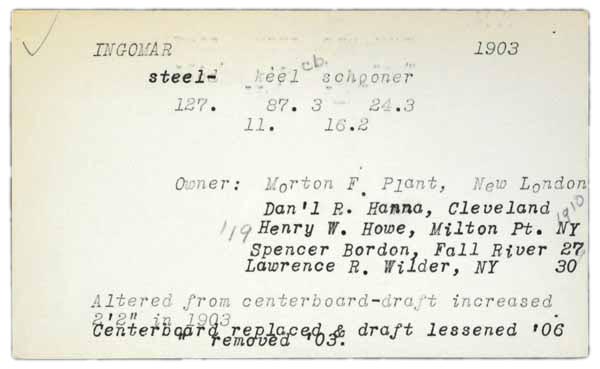 INGOMAR 1903
cb.
steel- keel schooner
127. 87. 3 24.3
11. 16.2
Owner: Morton F. Plant, New London
Dan'l R. Hanna, Cleveland 1910
'19 Henry W. Howe, Milton Pt. NY
Spencer Bordon, Fall River 27
Lawrence R. Wilder, NY 30
Altered from centerboard-draft increased
2'2" in 1903
Centerboard replaced & draft lessened '06
" removed '03.